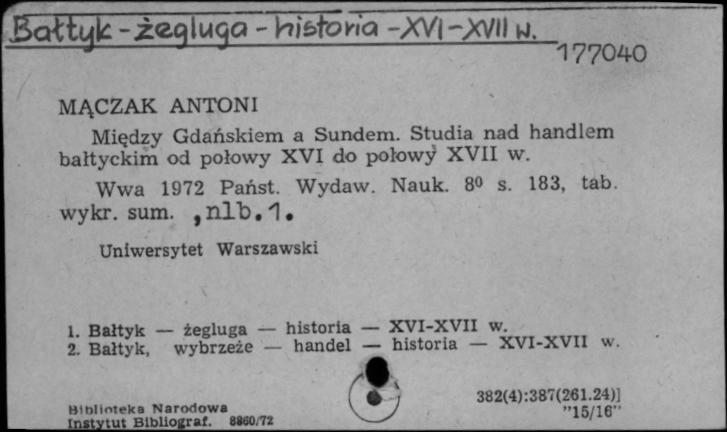 Bałtyk - żegluga - historia - XVI - XVII w.
177040
MĄCZAK ANTONI
Między Gdańskiem a Sundem. Studia nad handlem
bałtyckim od połowy XVI do połowy XVII w.
Wwa 1972 Państ. Wydaw. Nauk. 8⁰ s. 183, tab.
wykr. sum. , nlb. 1.
Uniwersytet Warszawski
1. Bałtyk — żegluga — historia — XVI-XVII w.
2. Bałtyk, wybrzeże — handel — historia — XVI-XVII w.
382(4):387(261.24)]
"15/16"
Biblioteka Narodowa
Instytut Bibliograf. 8860/72